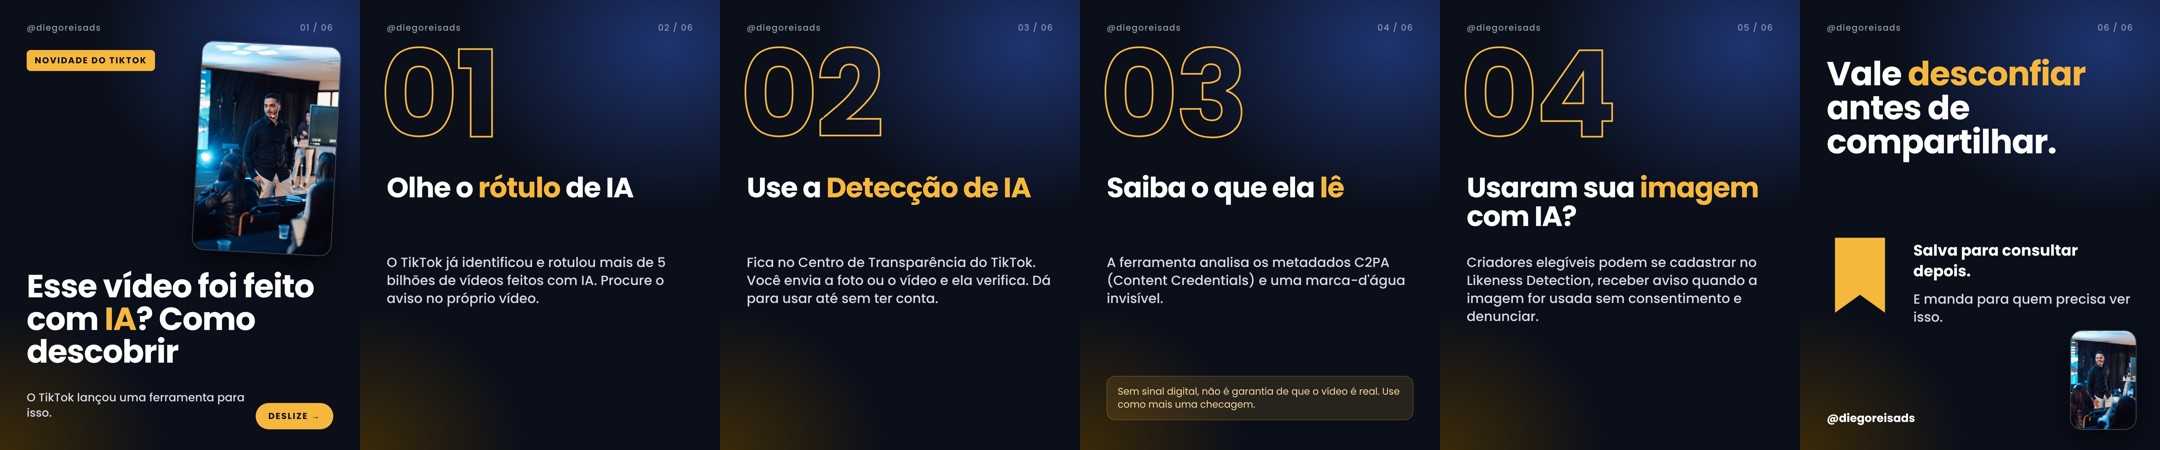 @diegoreisads
01 / 06
NOVIDADE DO TIKTOK
Esse vídeo foi feito
com IA? Como
descobrir
O TikTok lançou uma ferramenta para
isso.
DESLIZE →
@diegoreisads
02 / 06
01
Olhe o rótulo de IA
O TikTok já identificou e rotulou mais de 5
bilhões de vídeos feitos com IA. Procure o
aviso no próprio vídeo.
@diegoreisads
03 / 06
02
Use a Detecção de IA
Fica no Centro de Transparência do TikTok.
Você envia a foto ou o vídeo e ela verifica. Dá
para usar até sem ter conta.
@diegoreisads
04 / 06
03
Saiba o que ela lê
A ferramenta analisa os metadados C2PA
(Content Credentials) e uma marca-d'água
invisível.
Sem sinal digital, não é garantia de que o vídeo é real. Use
como mais uma checagem.
@diegoreisads
05 / 06
04
Usaram sua imagem
com IA?
Criadores elegíveis podem se cadastrar no
Likeness Detection, receber aviso quando a
imagem for usada sem consentimento e
denunciar.
@diegoreisads
06 / 06
Vale desconfiar
antes de
compartilhar.
Salva para consultar
depois.
E manda para quem precisa ver
isso.
@diegoreisads